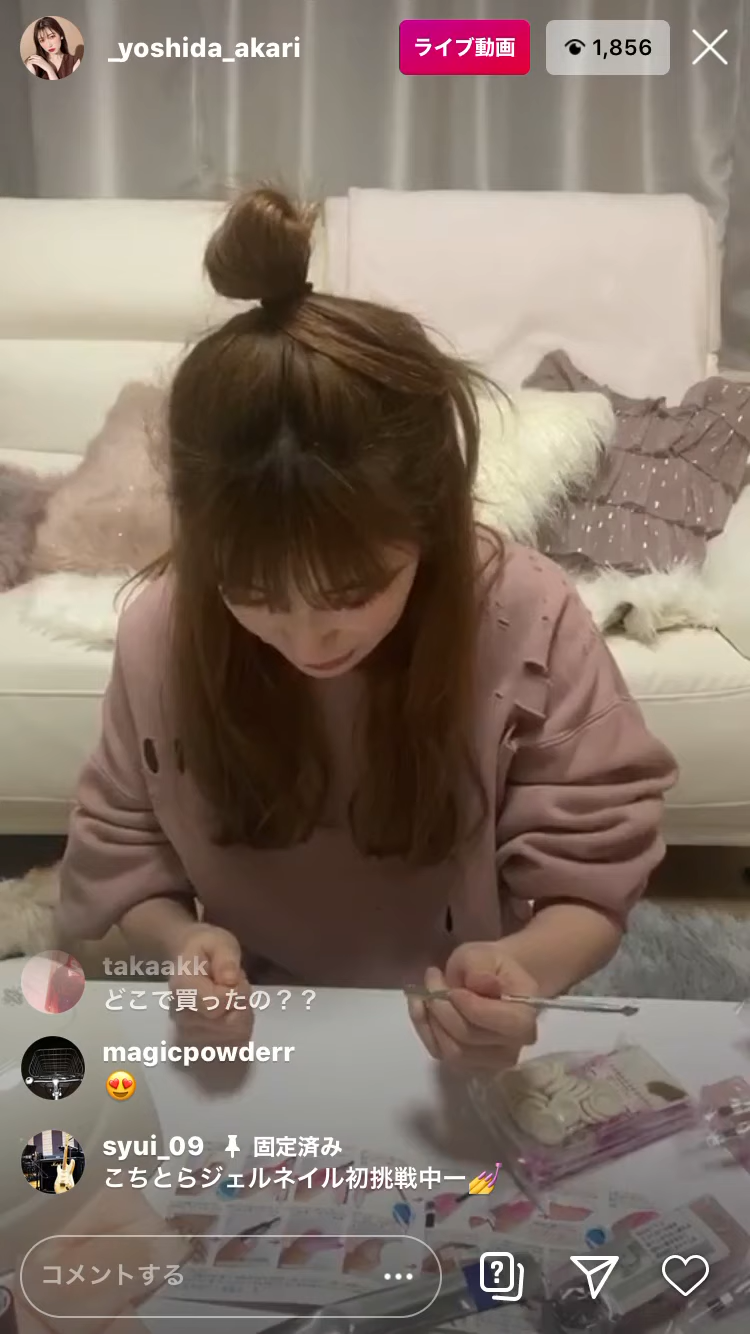 _yoshida_akari
ライブ動画
1,856
takaakk
どこで買ったの？？
magicpowderr
😍
syui_09 固定済み
こちとらジェルネイル初挑戦中ー💅
コメントする